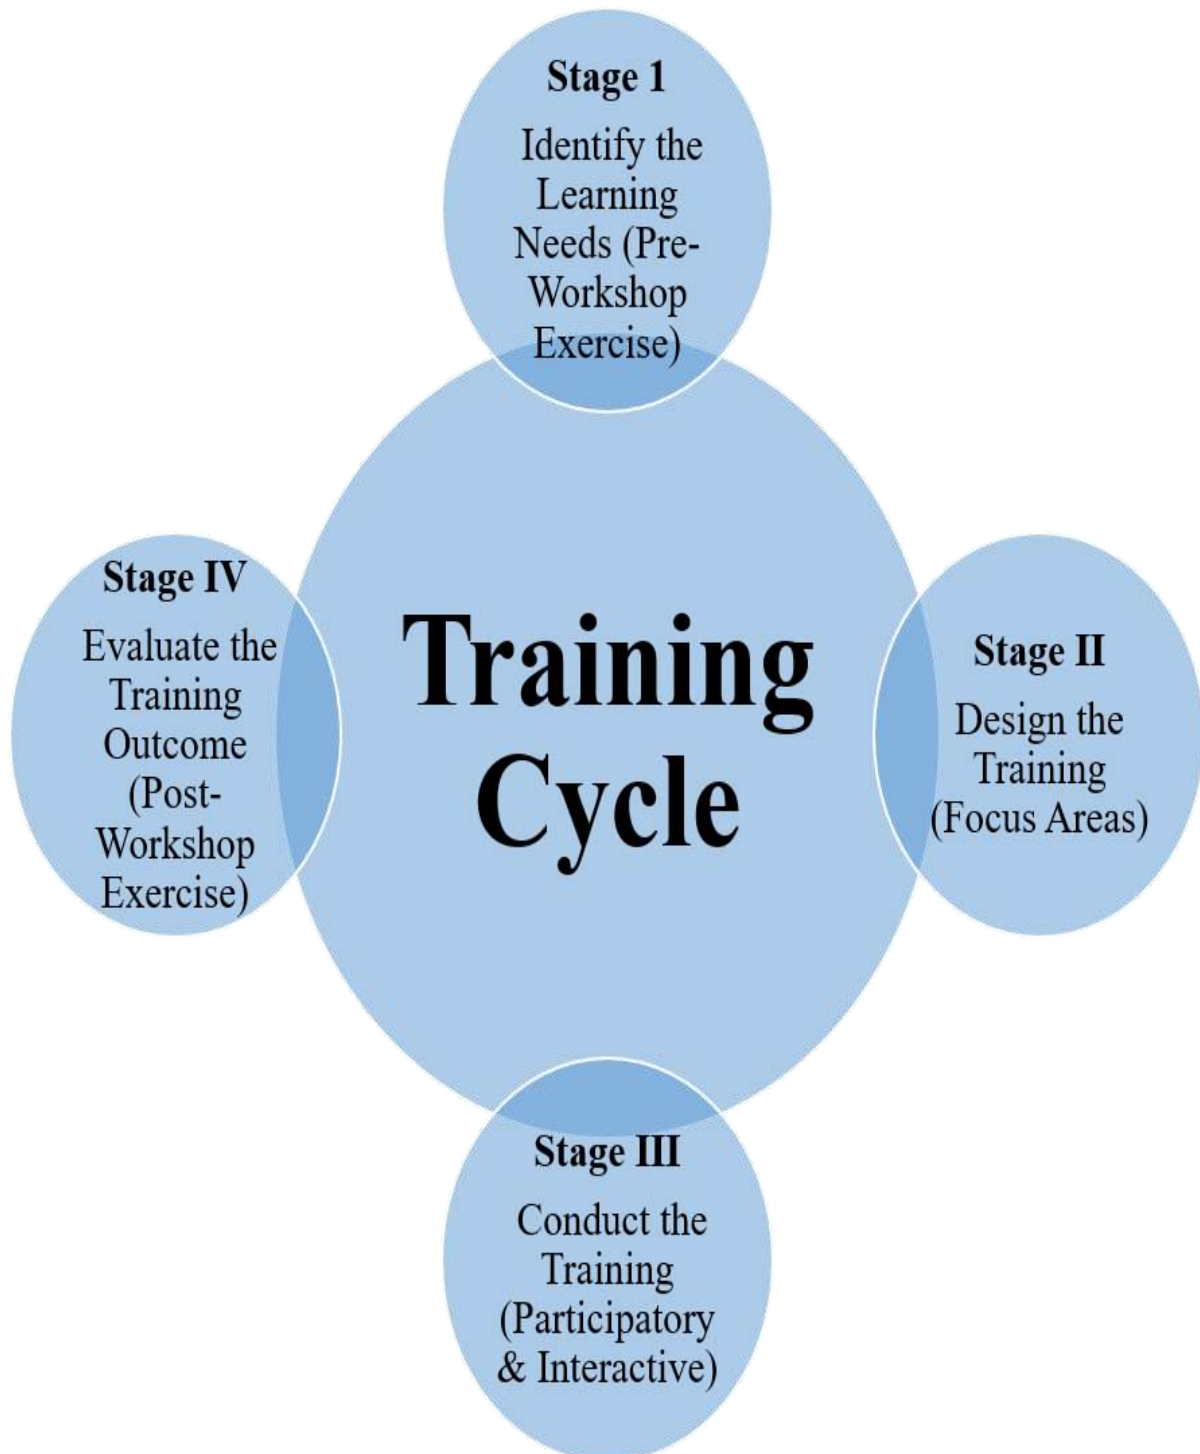 Stage 1
Identify the
Learning
Needs (Pre-
Workshop
Exercise)
Training
Cycle
Stage II
Design the
Training
(Focus Areas)
Stage III
Conduct the
Training
(Participatory
& Interactive)
Stage IV
Evaluate the
Training
Outcome
(Post-
Workshop
Exercise)